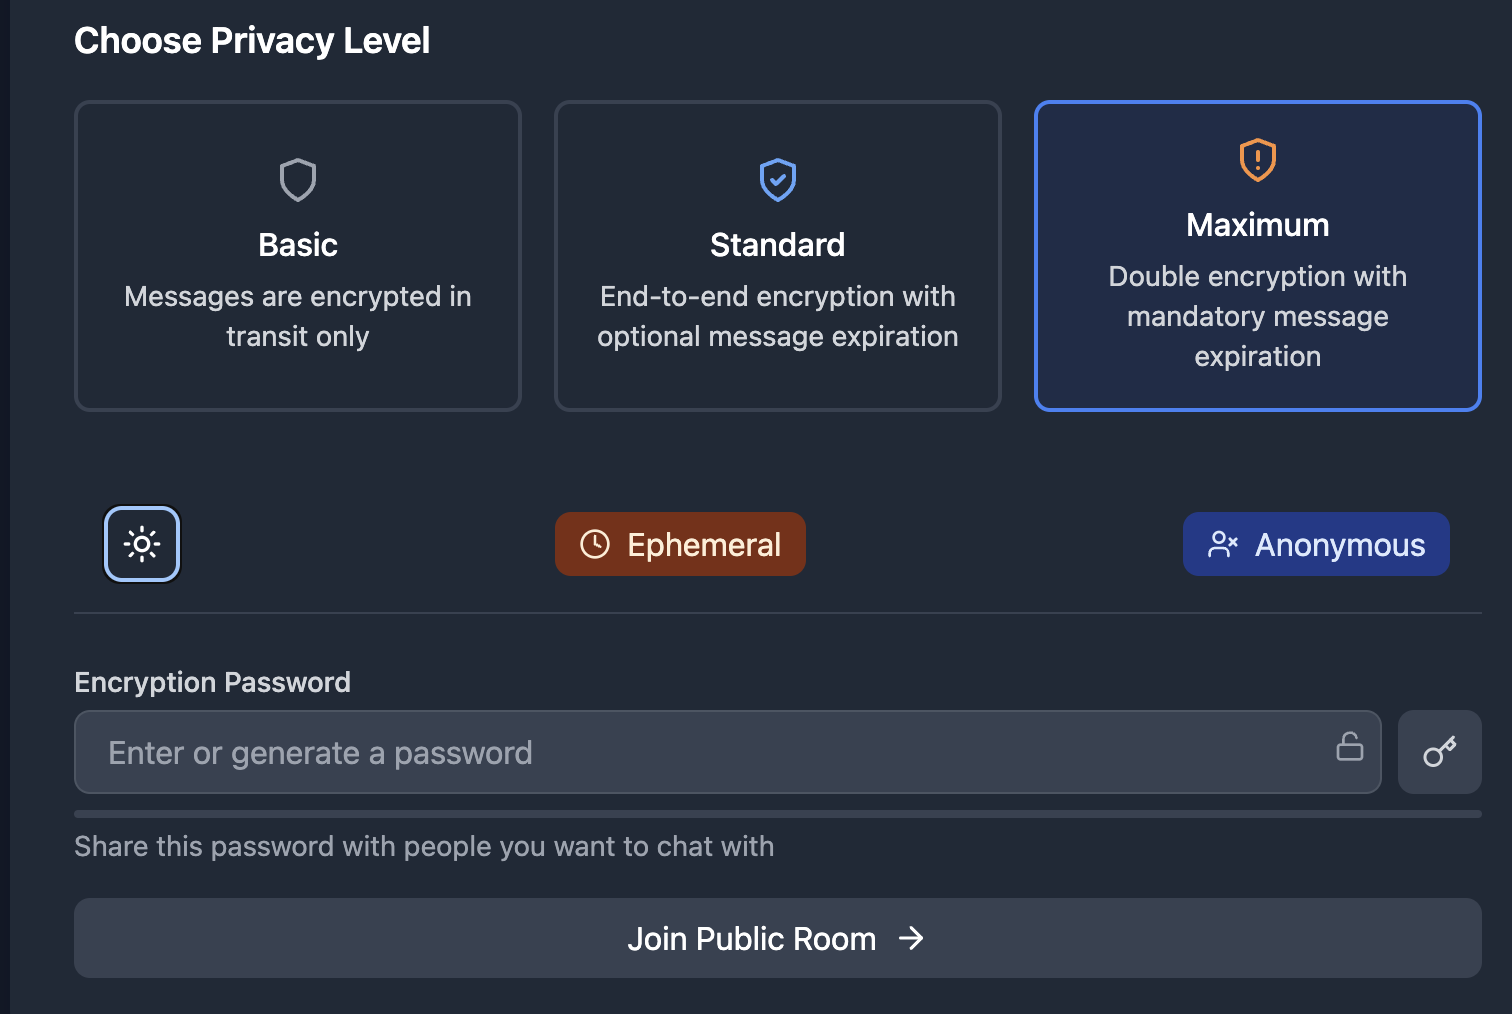 Choose Privacy Level
Basic
Messages are encrypted in
transit only
Standard
End-to-end encryption with
optional message expiration
Maximum
Double encryption with
mandatory message
expiration
Ephemeral
Anonymous
Encryption Password
Enter or generate a password
Share this password with people you want to chat with
Join Public Room →